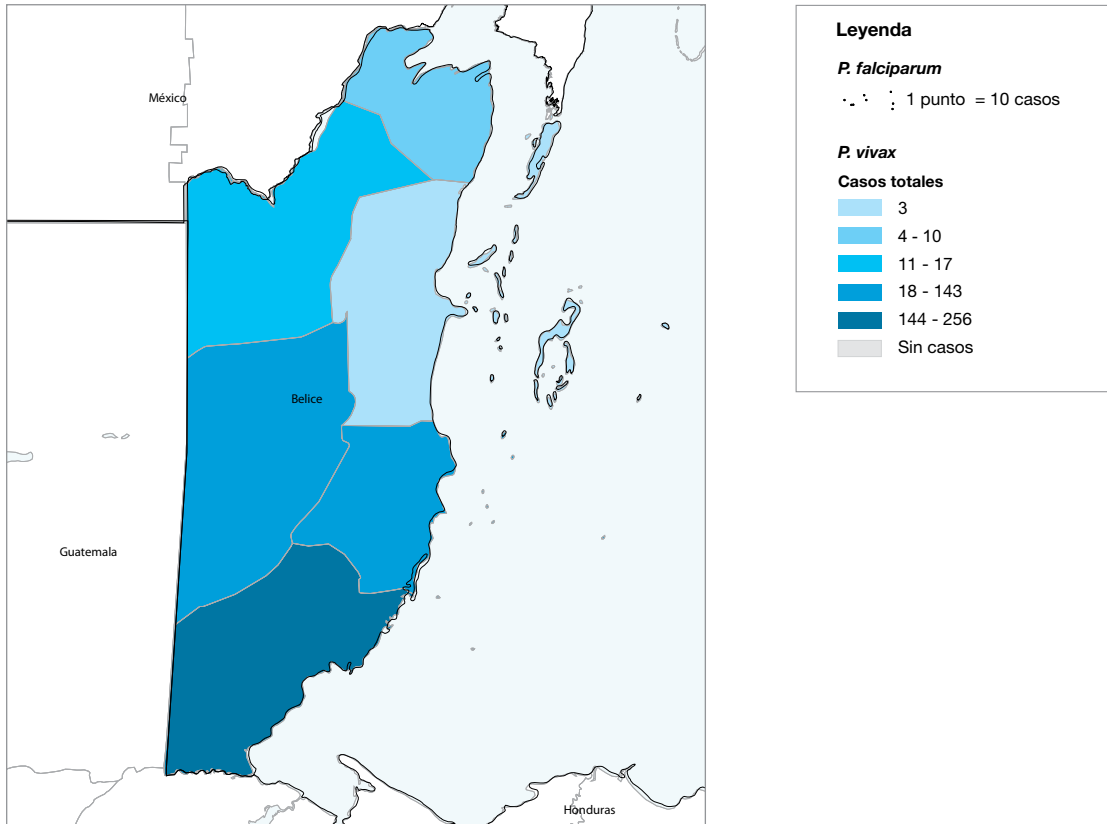 México
Belice
Guatemala
Honduras
Leyenda
P. falciparum
1 punto = 10 casos
P. vivax
Casos totales
3
4 - 10
11 - 17
18 - 143
144 - 256
Sin casos